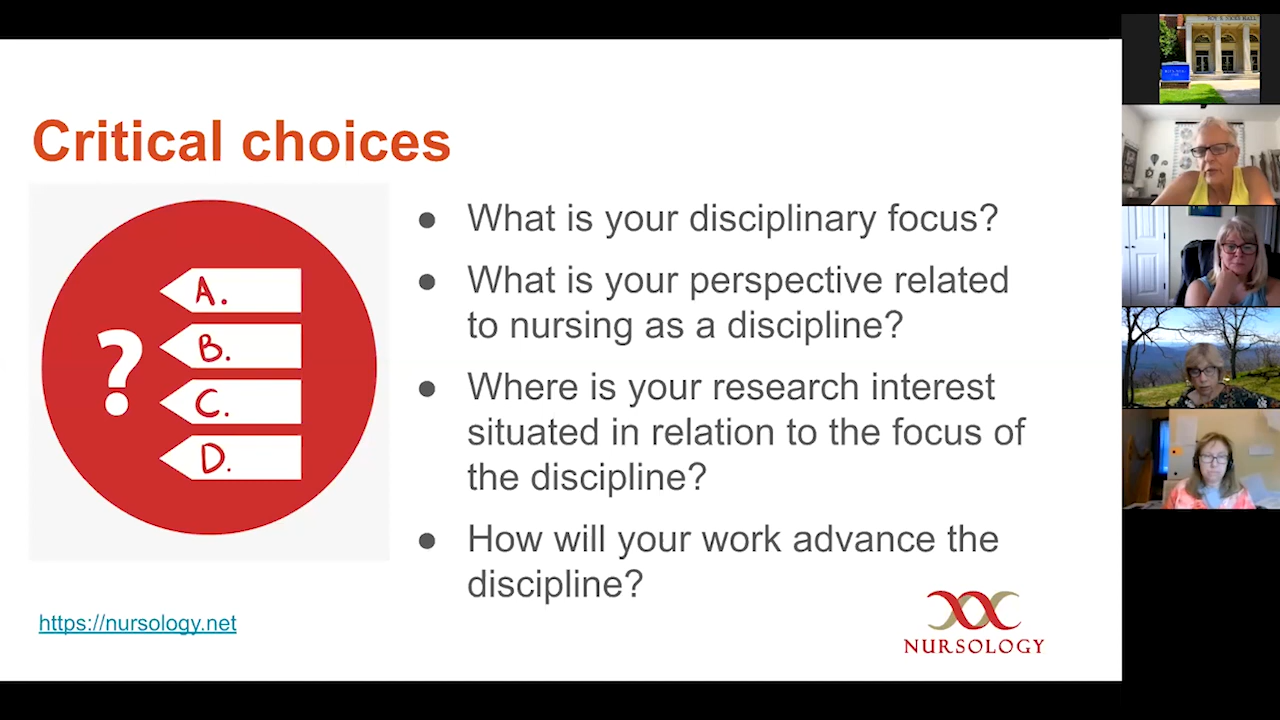 Critical choices
A.
B.
C.
D.
?
● What is your disciplinary focus?
● What is your perspective related
to nursing as a discipline?
● Where is your research interest
situated in relation to the focus of
the discipline?
● How will your work advance the
discipline?
https://nursology.net
NURSOLOGY